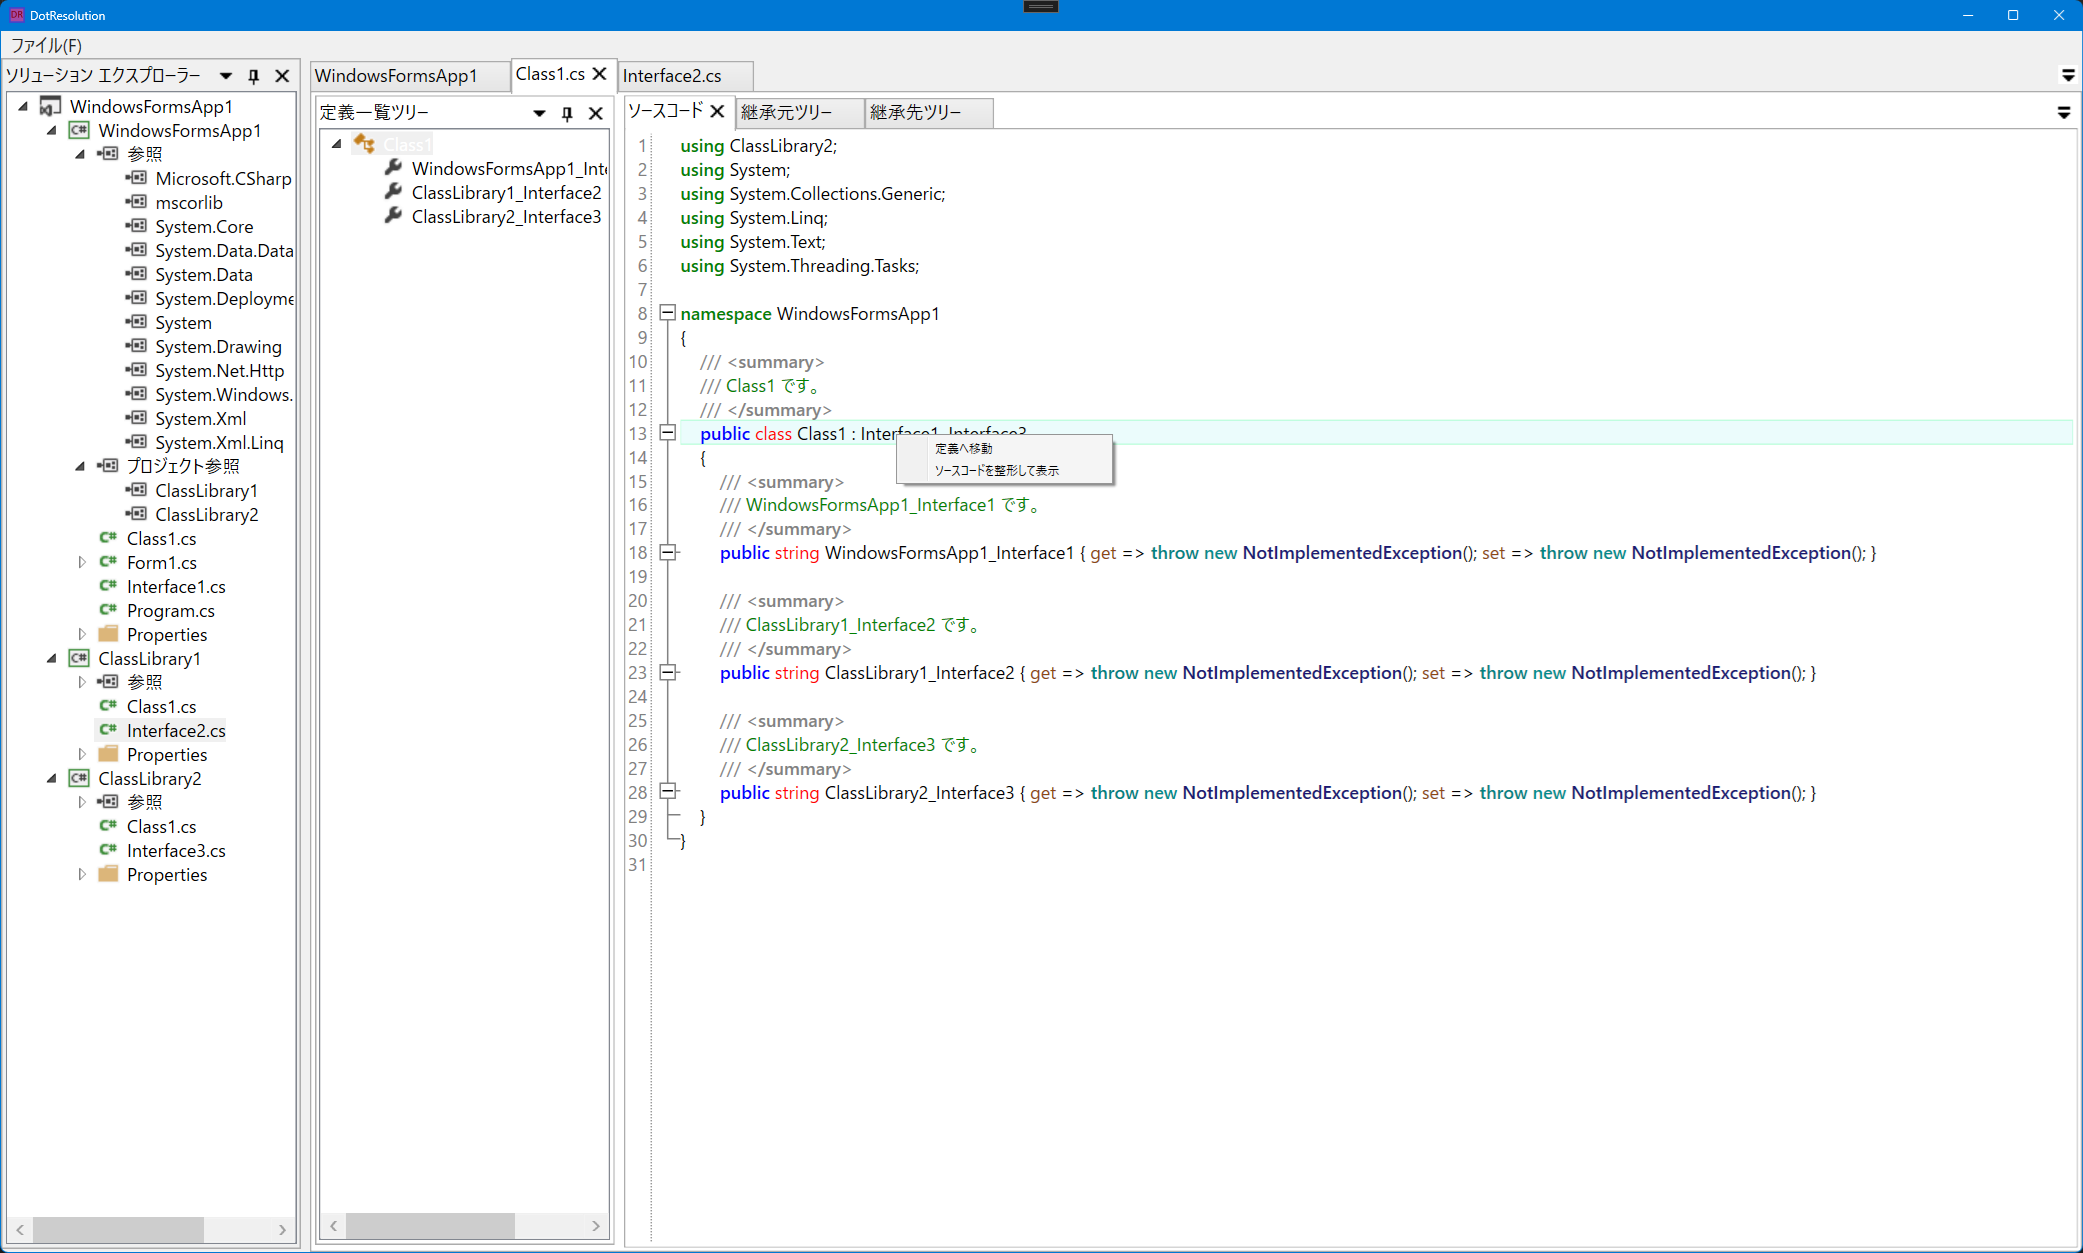 DR DotResolution
ファイル(F)
ソリューション エクスプローラー
WindowsFormsApp1
WindowsFormsApp1
参照
Microsoft.CSharp
mscorlib
System.Core
System.Data.Data
System.Data
System.Deployme
System
System.Drawing
System.Net.Http
System.Windows.
System.Xml
System.Xml.Linq
プロジェクト参照
ClassLibrary1
ClassLibrary2
C# Class1.cs
C# Form1.cs
C# Interface1.cs
C# Program.cs
Properties
C# ClassLibrary1
参照
C# Class1.cs
C# Interface2.cs
Properties
C# ClassLibrary2
参照
C# Class1.cs
C# Interface3.cs
Properties
WindowsFormsApp1 Class1.cs Interface2.cs
定義一覧ツリー
Class1
WindowsFormsApp1_Inte
ClassLibrary1_Interface2
ClassLibrary2_Interface3
ソースコード 継承元ツリー 継承先ツリー
1 using ClassLibrary2;
2 using System;
3 using System.Collections.Generic;
4 using System.Linq;
5 using System.Text;
6 using System.Threading.Tasks;
7
8 namespace WindowsFormsApp1
9 {
10 /// <summary>
11 /// Class1 です。
12 /// </summary>
13 public class Class1 : Interface1, Interface3
14 {
15 /// <summary>
16 /// WindowsFormsApp1_Interface1 です。
17 /// </summary>
18 public string WindowsFormsApp1_Interface1 { get => throw new NotImplementedException(); set => throw new NotImplementedException(); }
19
20 /// <summary>
21 /// ClassLibrary1_Interface2 です。
22 /// </summary>
23 public string ClassLibrary1_Interface2 { get => throw new NotImplementedException(); set => throw new NotImplementedException(); }
24
25 /// <summary>
26 /// ClassLibrary2_Interface3 です。
27 /// </summary>
28 public string ClassLibrary2_Interface3 { get => throw new NotImplementedException(); set => throw new NotImplementedException(); }
29 }
30 }
31
定義へ移動
ソースコードを整形して表示